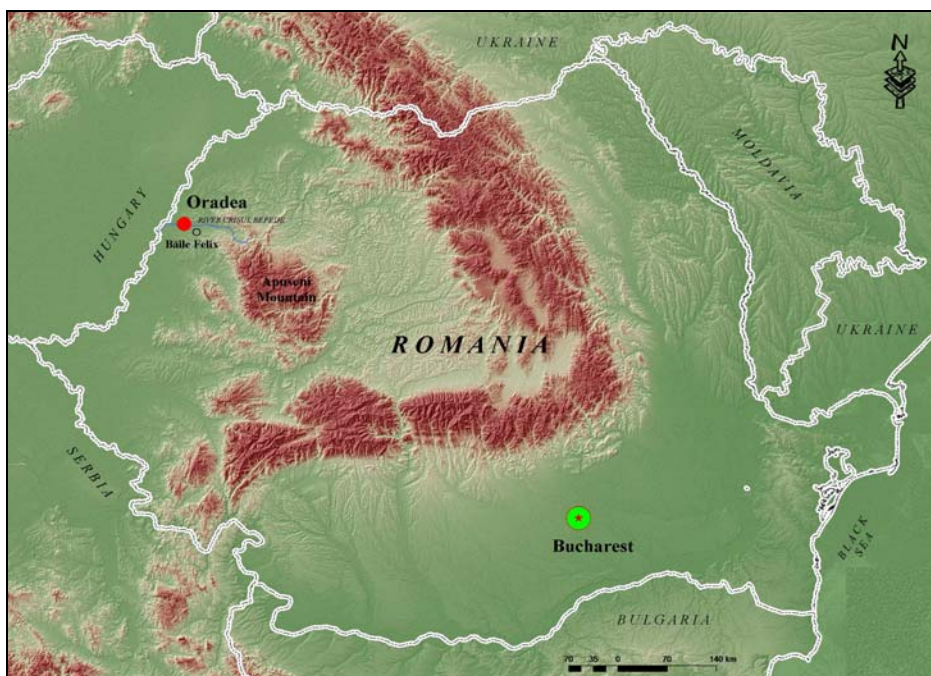 UKRAINE
N
MOLDAVIA
HUNGARY
Oradea
RIVER CRISUL REPEDE
Băile Felix
Apuseni
Mountain
ROMANIA
UKRAINE
SERBIA
Bucharest
BLACK
SEA
BULGARIA
70 35 0 70 140 km